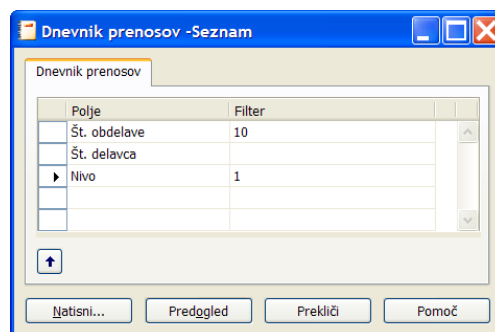 Dnevnik prenosov -Seznam
Dnevnik prenosov
Polje Filter
Št. obdelave 10
Št. delavca
Nivo 1
Natisni... Predogled Prekliči Pomoč